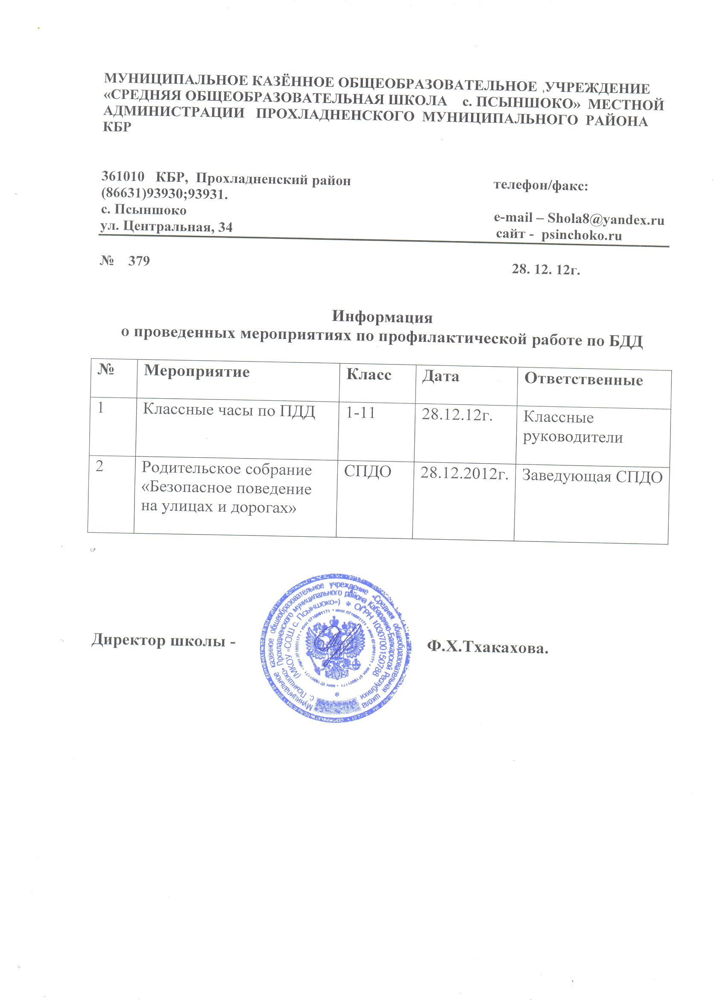 МУНИЦИПАЛЬНОЕ КАЗЁННОЕ ОБЩЕОБРАЗОВАТЕЛЬНОЕ УЧРЕЖДЕНИЕ
«СРЕДНЯЯ ОБЩЕОБРАЗОВАТЕЛЬНАЯ ШКОЛА с. ПСЫНШОКО» МЕСТНОЙ
АДМИНИСТРАЦИИ ПРОХЛАДНЕНСКОГО МУНИЦИПАЛЬНОГО РАЙОНА
КБР
361010 КБР, Прохладненский район телефон/факс:
(86631)93930;93931.
с. Псыншоко e-mail – Shola8@yandex.ru
ул. Центральная, 34 сайт - psinchoko.ru
№ 379 28. 12. 12г.
Информация
о проведенных мероприятиях по профилактической работе по БДД
№ Мероприятие Класс Дата Ответственные
1 Классные часы по ПДД 1-11 28.12.12г. Классные
руководители
2 Родительское собрание СПДО 28.12.2012г. Заведующая СПДО
«Безопасное поведение
на улицах и дорогах»
Директор школы - Ф.Х.Тхакахова.
Муниципальное казенное общеобразовательное учреждение «Средняя общеобразовательная школа
с. Псыншоко» Прохладненского муниципального района Кабардино-Балкарской Республики
(МКОУ «СОШ с. Псыншоко») * ОГРН 1030700150788
* ИНН 0716001171 * ИНН 0716001171 * ИНН 0716001171